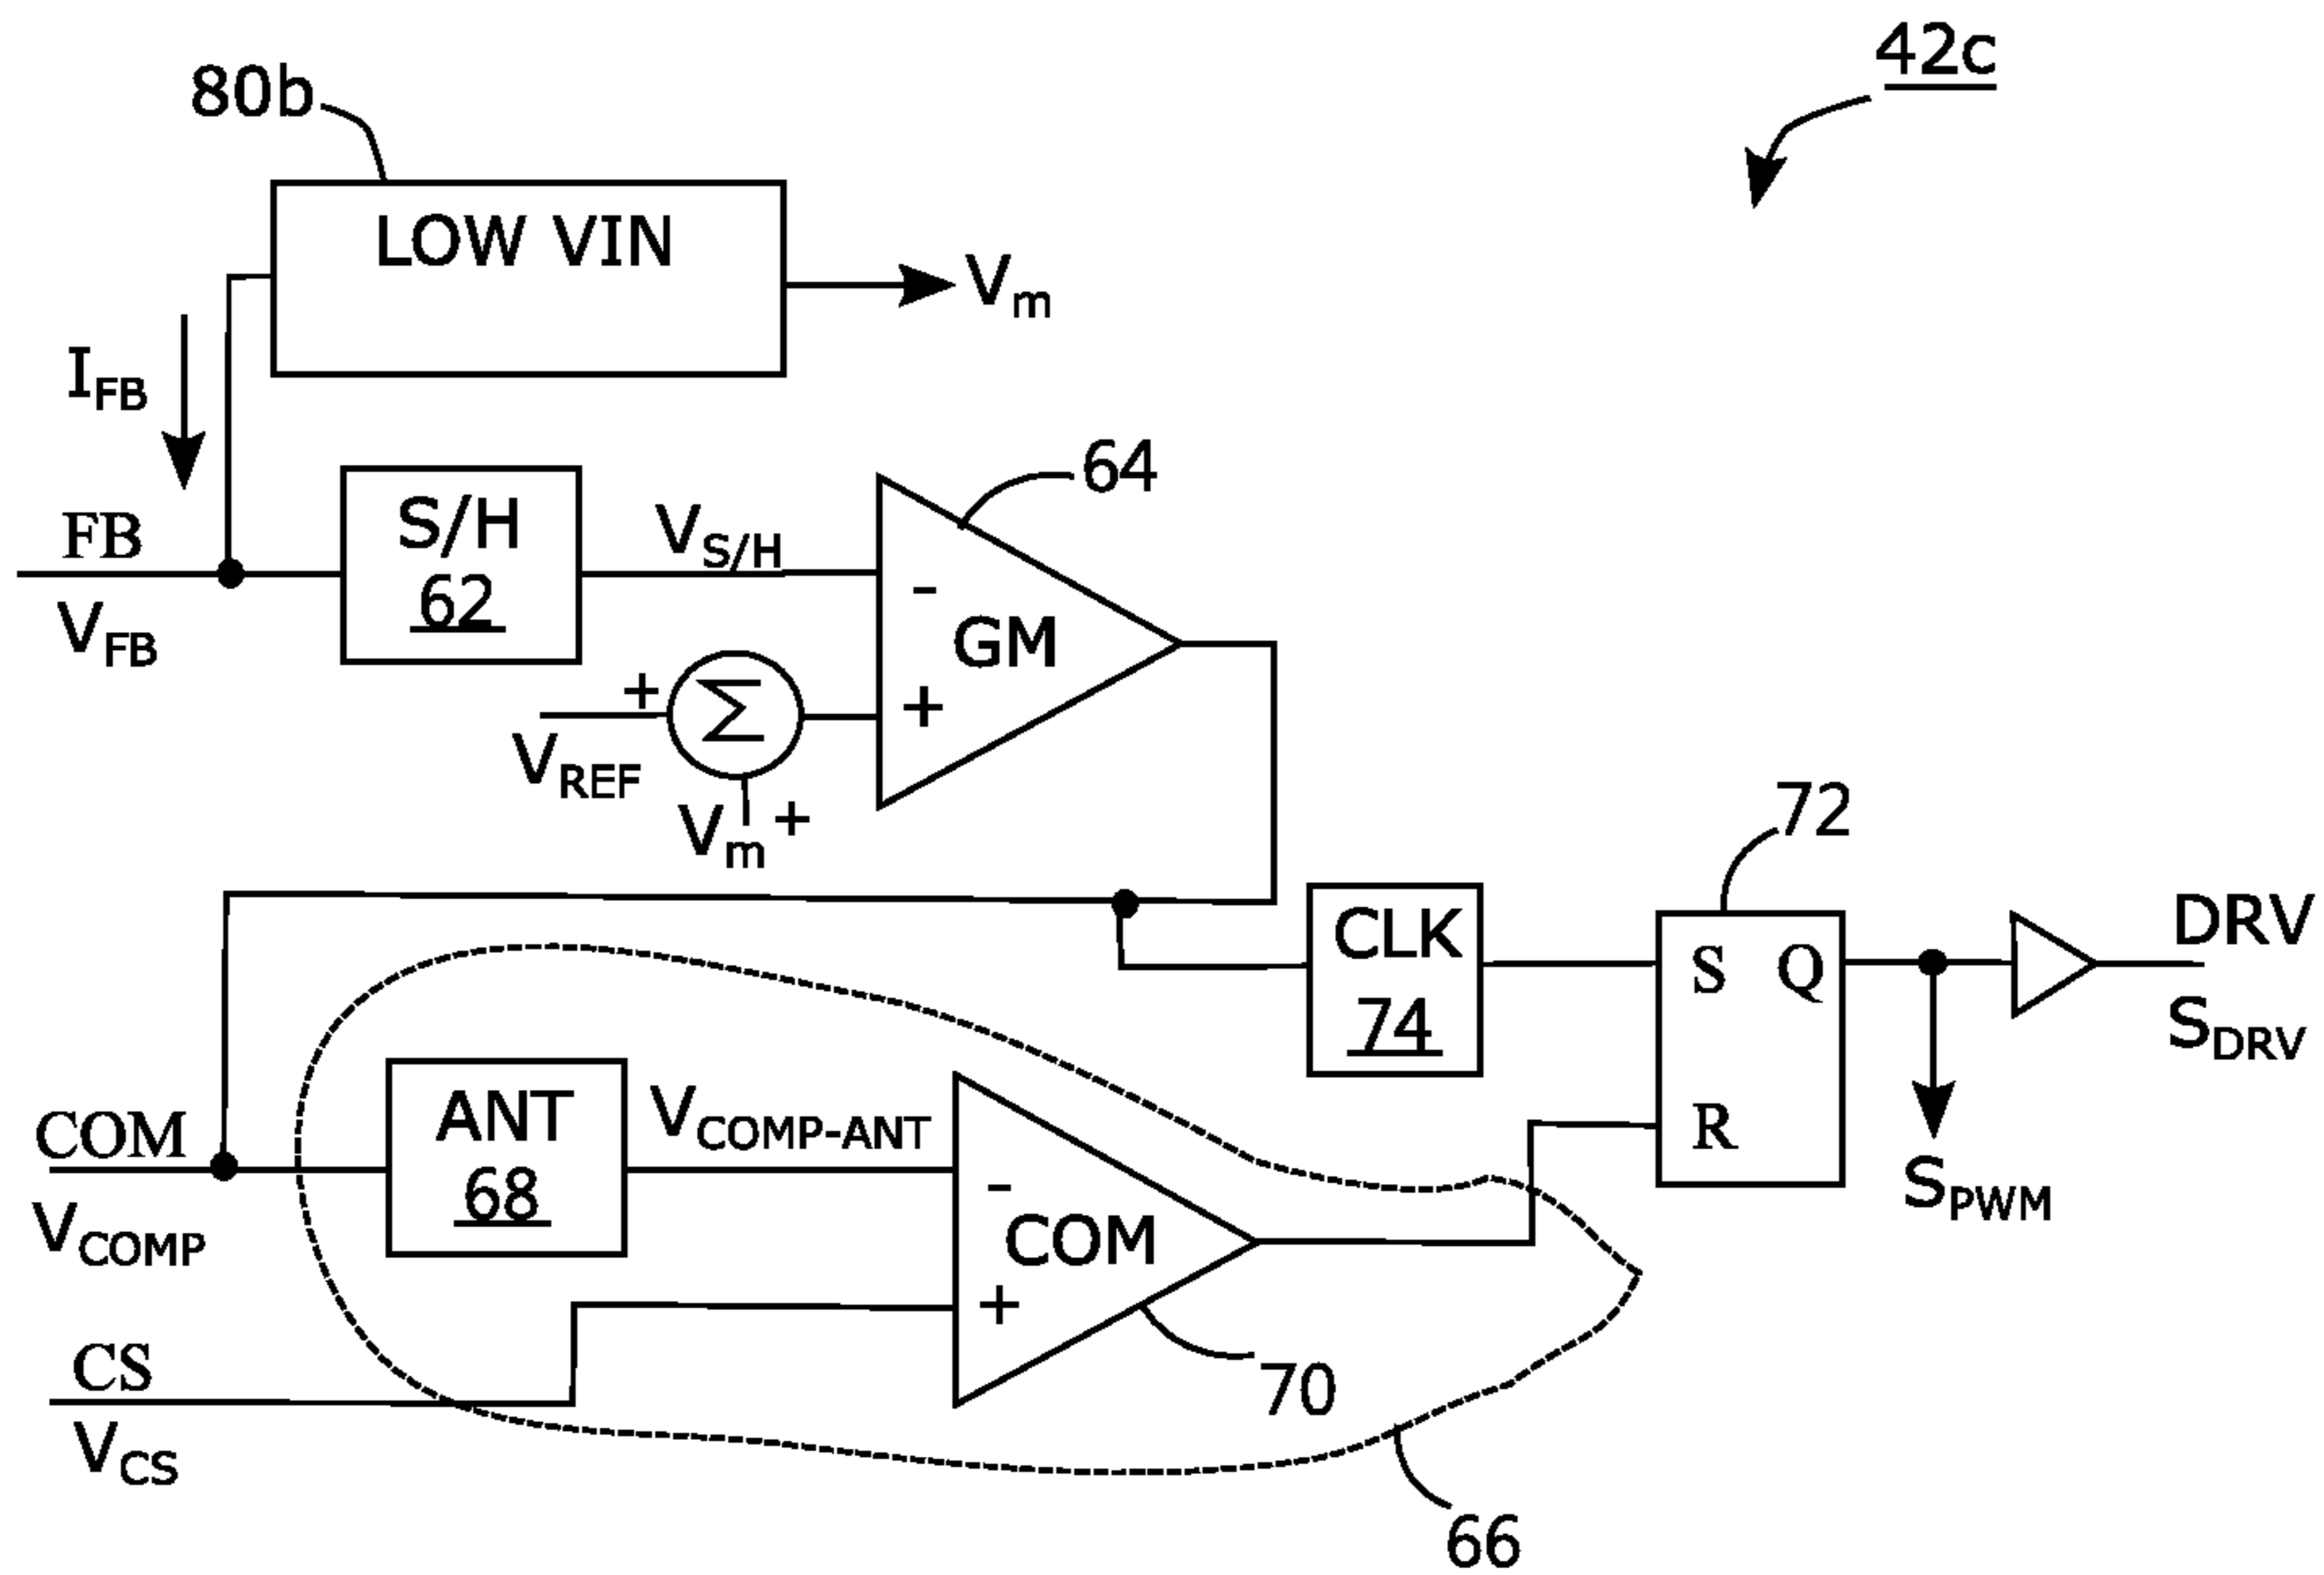 42c
80b
LOW VIN
Vm
IFB
64
FB
S/H
62
VS/H
VFB
-
GM
+
+
Σ
VREF
Vm +
72
CLK
74
S Q
R
DRV
SDRV
SPWM
COM
VCOMP
ANT
68
VCOMP-ANT
-
COM
+
CS
VCS
70
66